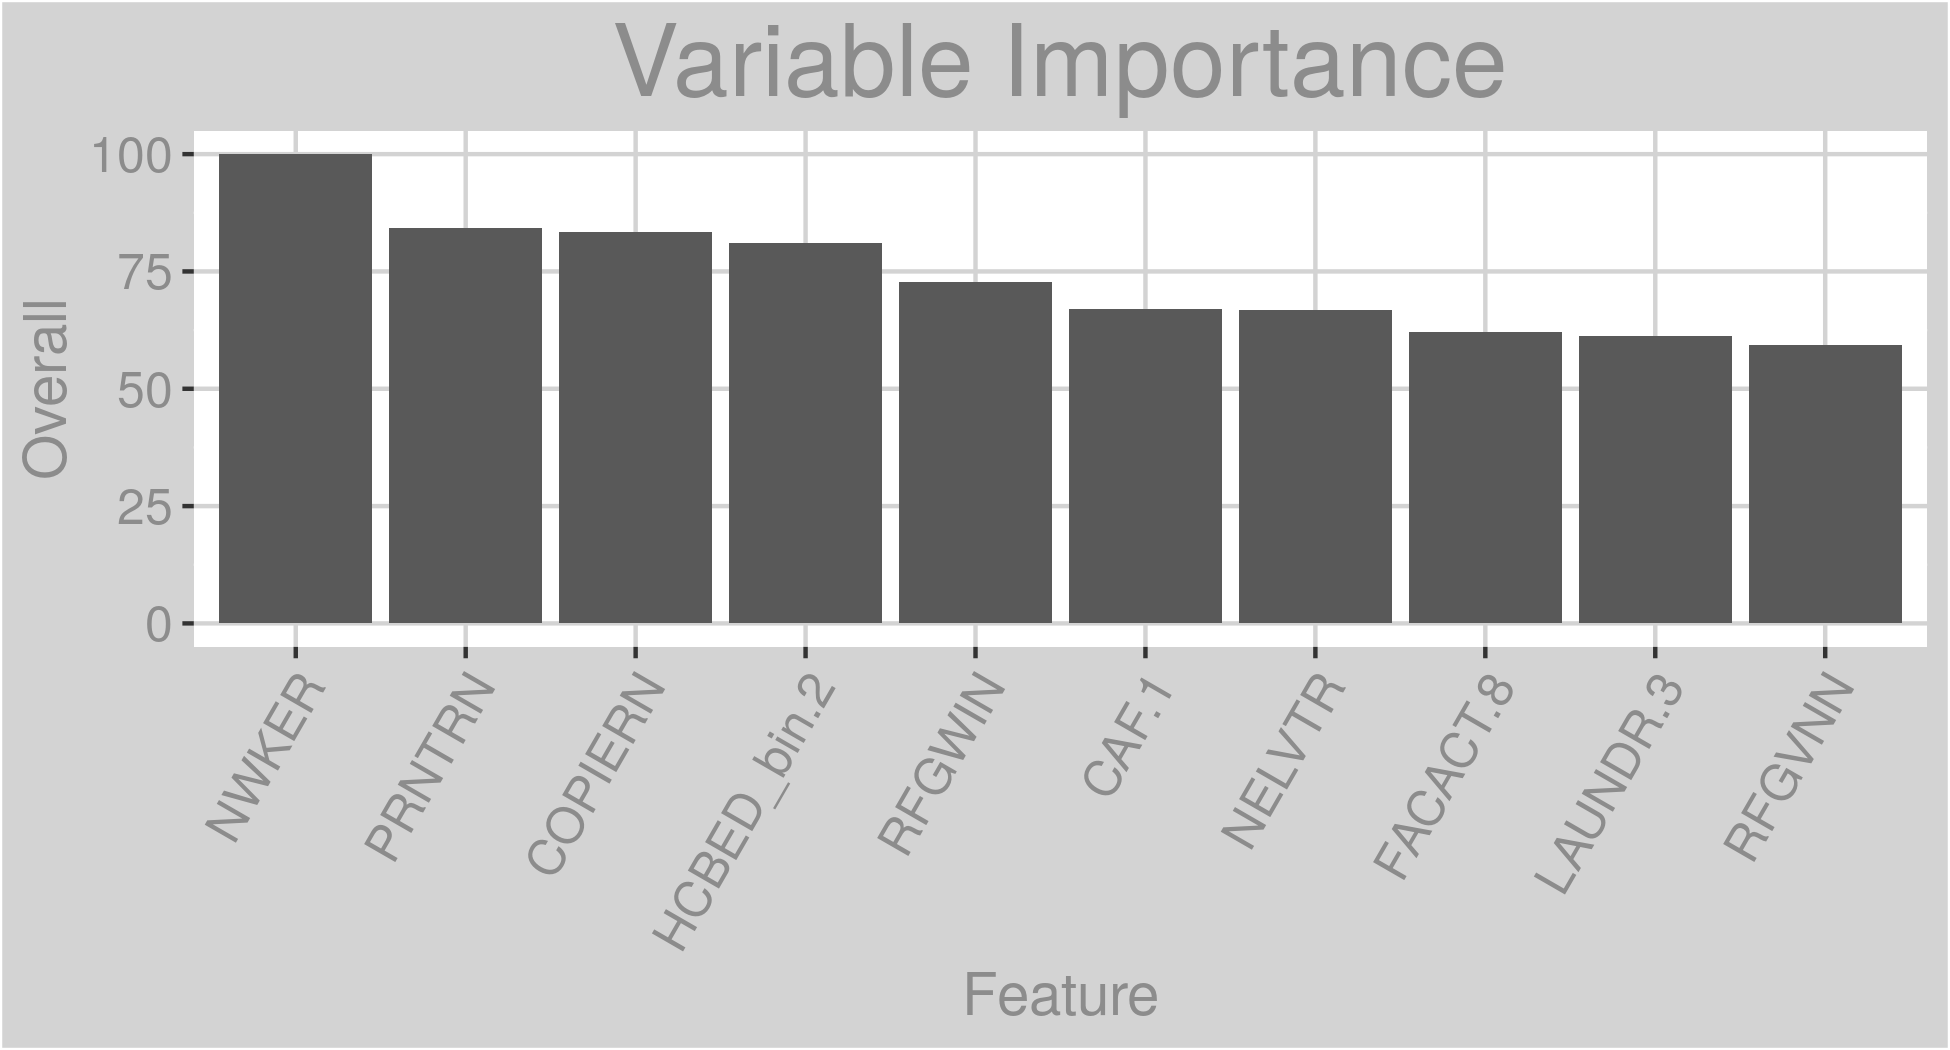 Variable Importance
Overall
100
75
50
25
0
NWKER
PRNTRN
COPIERN
HCBED_bin.2
RFGWIN
CAF.1
NELVTR
FACACT.8
LAUNDR.3
RFGVNN
Feature